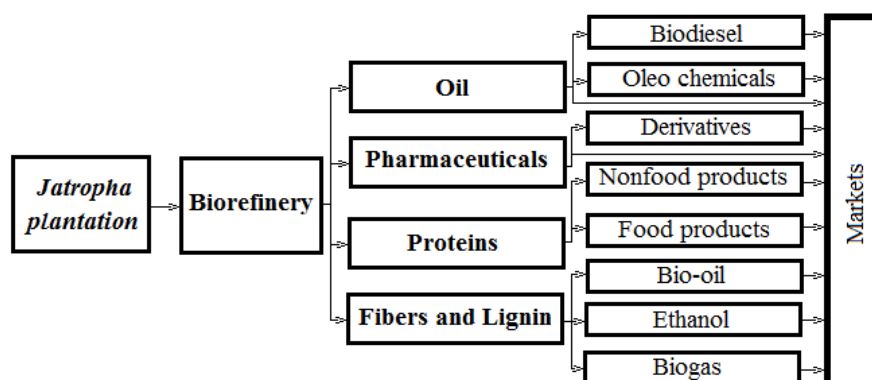 Jatropha
plantation
Biorefinery
Oil
Pharmaceuticals
Proteins
Fibers and Lignin
Biodiesel
Oleo chemicals
Derivatives
Nonfood products
Food products
Bio-oil
Ethanol
Biogas
Markets